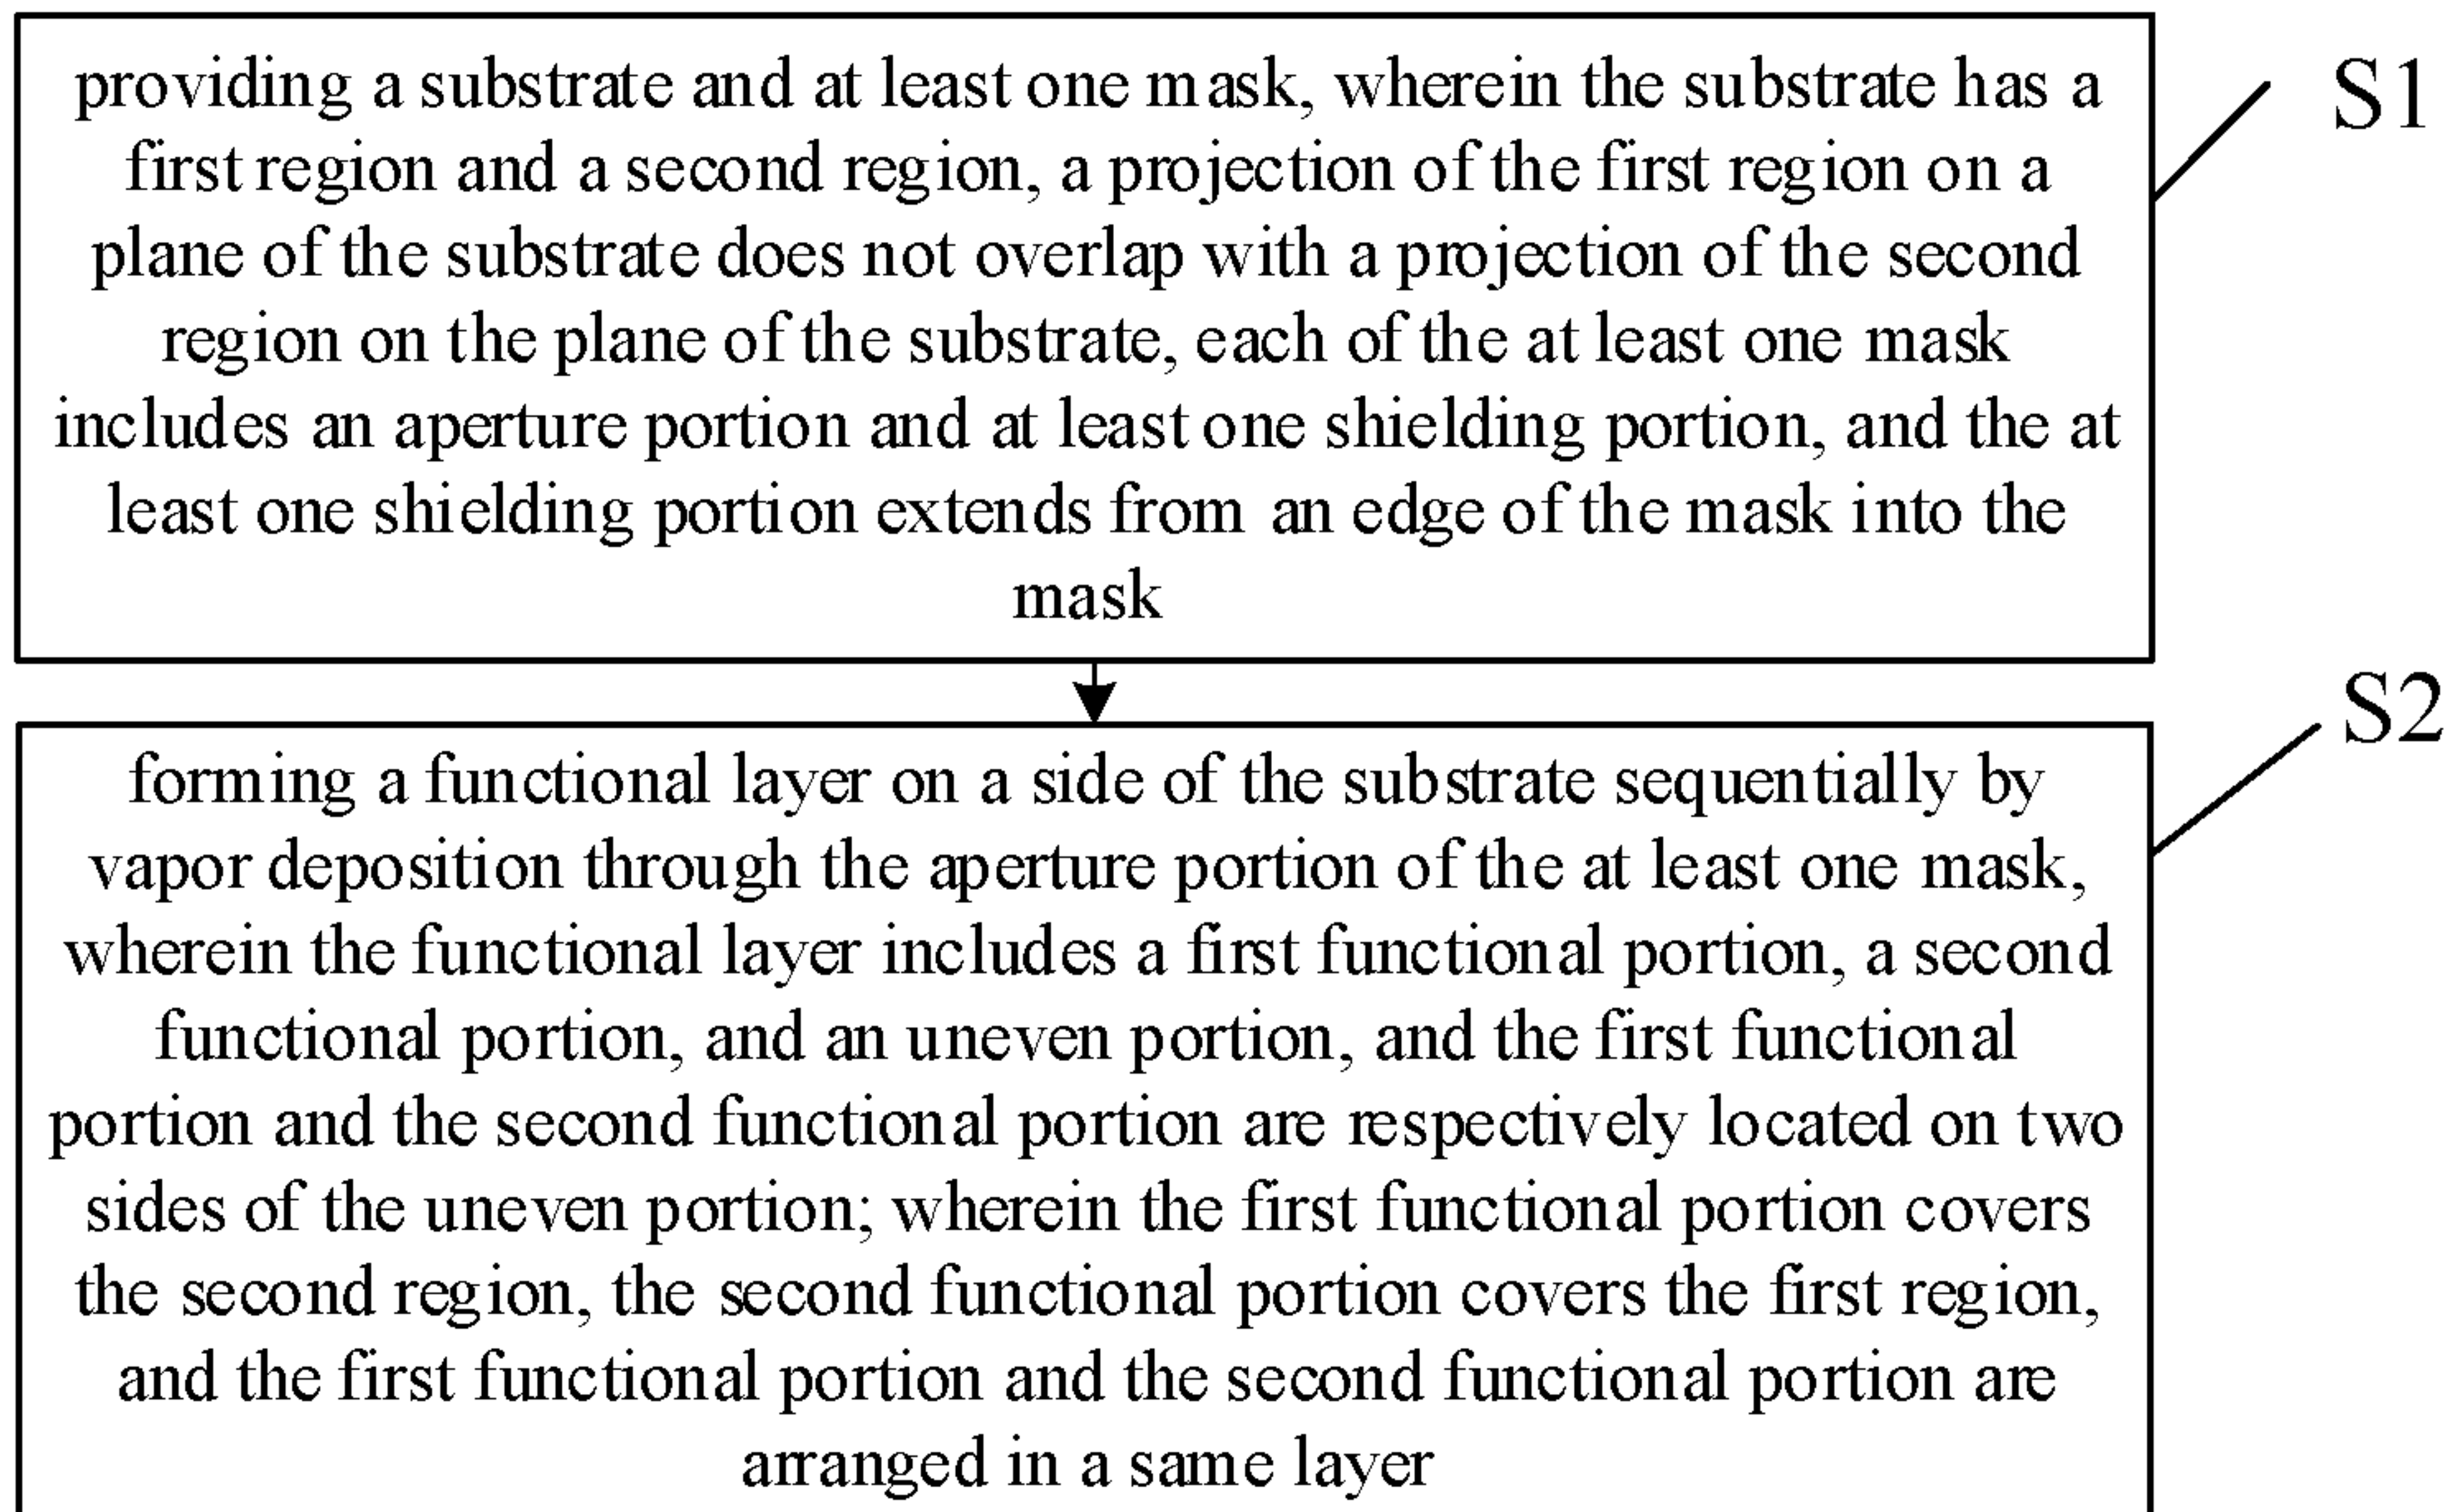 providing a substrate and at least one mask, wherein the substrate has a
first region and a second region, a projection of the first region on a
plane of the substrate does not overlap with a projection of the second
region on the plane of the substrate, each of the at least one mask
includes an aperture portion and at least one shielding portion, and the at
least one shielding portion extends from an edge of the mask into the
mask
S1
forming a functional layer on a side of the substrate sequentially by
vapor deposition through the aperture portion of the at least one mask,
wherein the functional layer includes a first functional portion, a second
functional portion, and an uneven portion, and the first functional
portion and the second functional portion are respectively located on two
sides of the uneven portion; wherein the first functional portion covers
the second region, the second functional portion covers the first region,
and the first functional portion and the second functional portion are
arranged in a same layer
S2